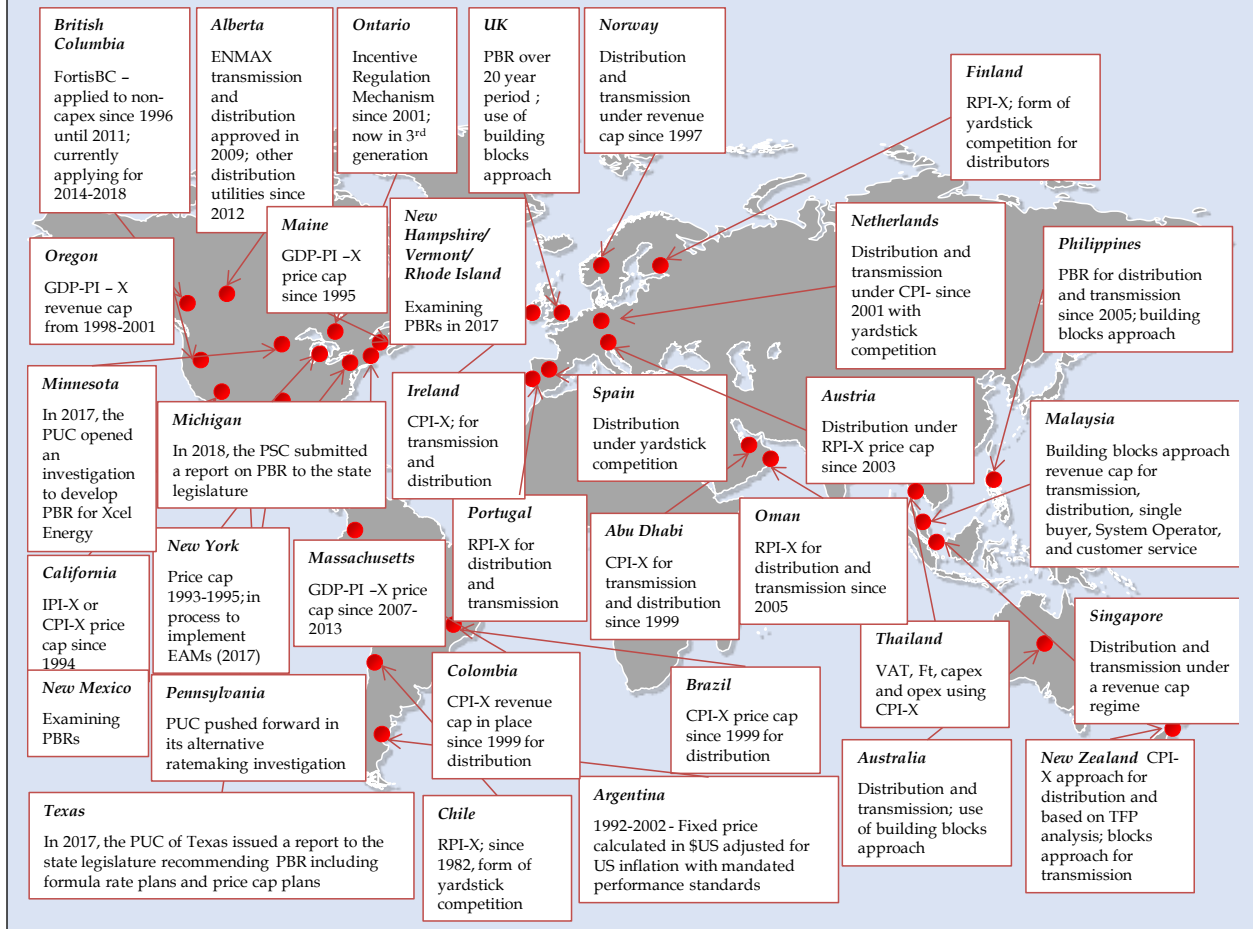 British
Columbia
FortisBC –
applied to non-
capex since 1996
until 2011;
currently
applying for
2014-2018
Alberta
ENMAX
transmission
and
distribution
approved in
2009; other
distribution
utilities since
2012
Ontario
Incentive
Regulation
Mechanism
since 2001;
now in 3rd
generation
UK
PBR over
20 year
period ;
use of
building
blocks
approach
Norway
Distribution
and
transmission
under revenue
cap since 1997
Finland
RPI-X; form of
yardstick
competition for
distributors
Oregon
GDP-PI – X
revenue cap
from 1998-2001
Maine
GDP-PI –X
price cap
since 1995
New
Hampshire/
Vermont/
Rhode Island
Examining
PBRs in 2017
Netherlands
Distribution and
transmission
under CPI- since
2001 with
yardstick
competition
Philippines
PBR for distribution
and transmission
since 2005; building
blocks approach
Minnesota
In 2017, the
PUC opened
an
investigation
to develop
PBR for Xcel
Energy
Michigan
In 2018, the PSC submitted
a report on PBR to the state
legislature
Ireland
CPI-X; for
transmission
and
distribution
Spain
Distribution
under yardstick
competition
Austria
Distribution under
RPI-X price cap
since 2003
Malaysia
Building blocks approach
revenue cap for
transmission,
distribution, single
buyer, System Operator,
and customer service
California
IPI-X or
CPI-X price
cap since
1994
New York
Price cap
1993-1995; in
process to
implement
EAMs (2017)
Massachusetts
GDP-PI –X price
cap since 2007-
2013
Portugal
RPI-X for
distribution
and
transmission
Abu Dhabi
CPI-X for
transmission
and distribution
since 1999
Oman
RPI-X for
distribution and
transmission since
2005
Thailand
VAT, Ft, capex
and opex using
CPI-X
Singapore
Distribution and
transmission under
a revenue cap
regime
New Mexico
Examining
PBRs
Pennsylvania
PUC pushed forward in
its alternative
ratemaking investigation
Colombia
CPI-X revenue
cap in place
since 1999 for
distribution
Brazil
CPI-X price cap
since 1999 for
distribution
Australia
Distribution and
transmission; use
of building blocks
approach
New Zealand CPI-
X approach for
distribution and
based on TFP
analysis; blocks
approach for
transmission
Texas
In 2017, the PUC of Texas issued a report to the
state legislature recommending PBR including
formula rate plans and price cap plans
Chile
RPI-X; since
1982, form of
yardstick
competition
Argentina
1992-2002 - Fixed price
calculated in $US adjusted for
US inflation with mandated
performance standards